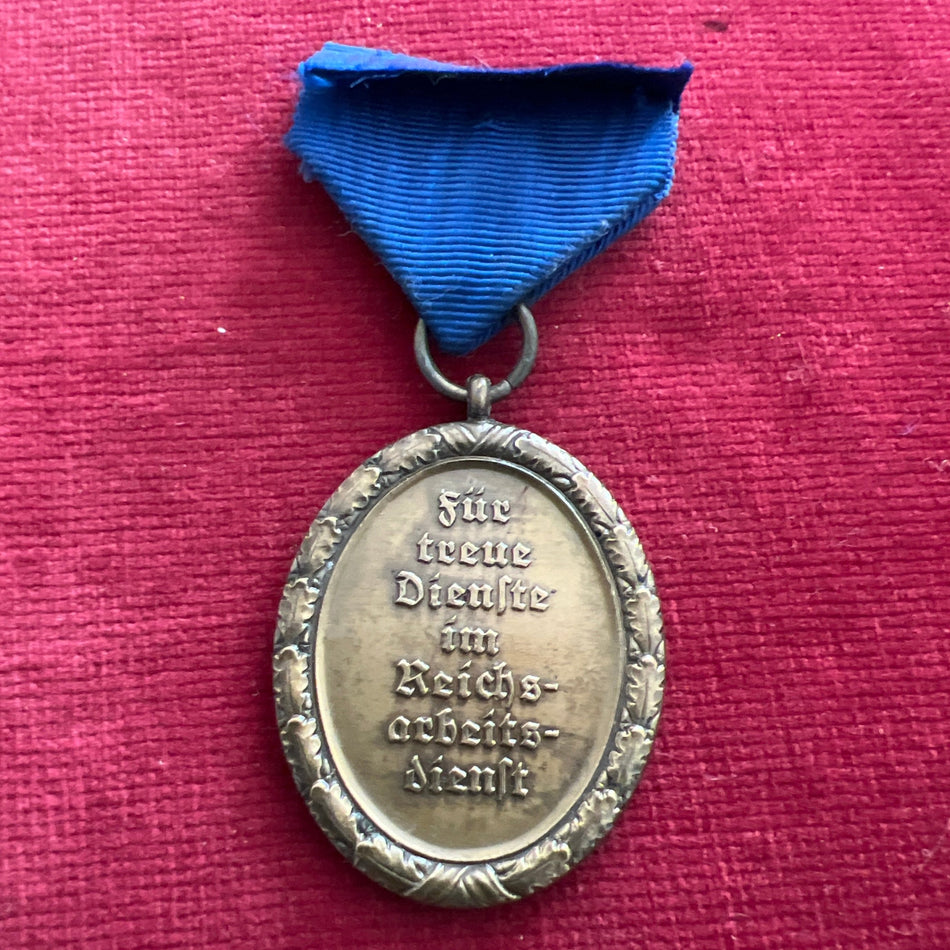 Für
treue
Dienſte
im
Reichs-
arbeits-
dienſt